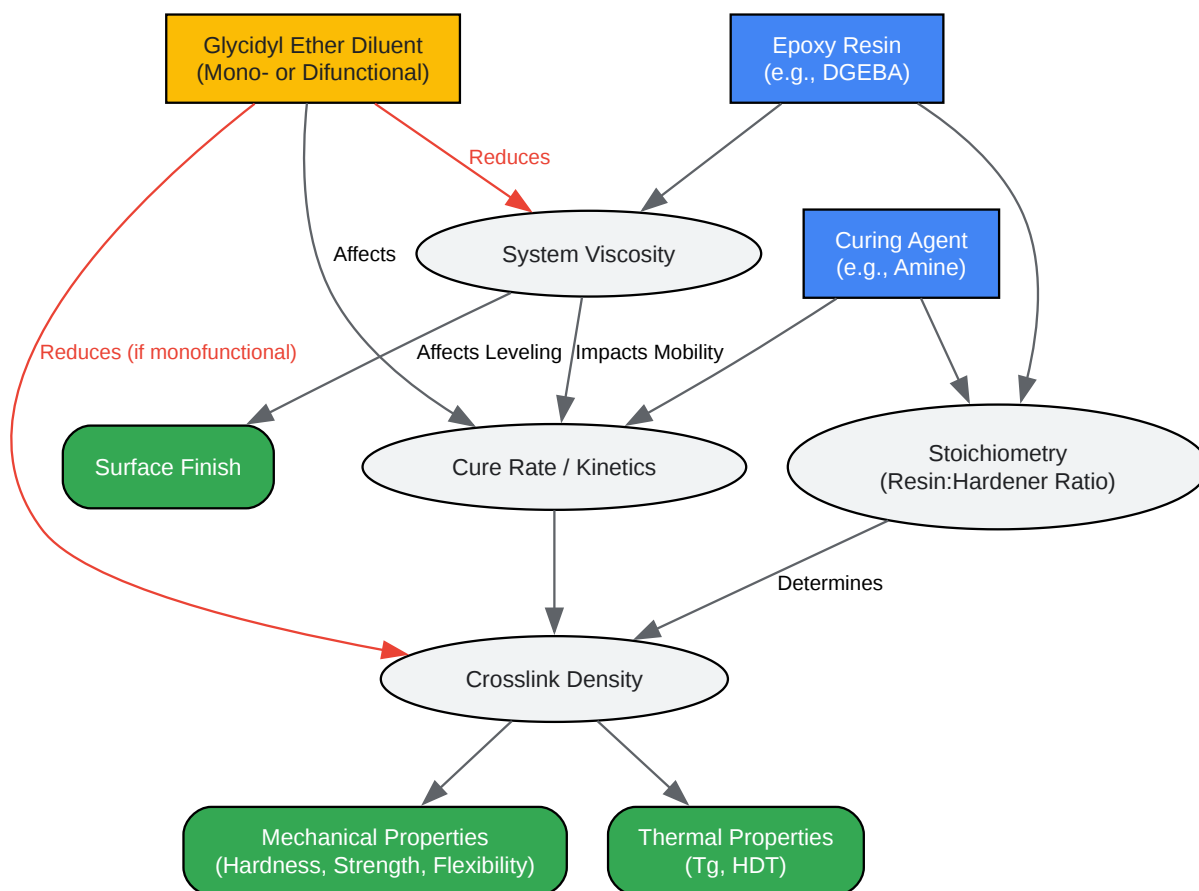 Glycidyl Ether Diluent
(Mono- or Difunctional)
Epoxy Resin
(e.g., DGEBA)
Reduces
Curing Agent
(e.g., Amine)
System Viscosity
Affects
Reduces (if monofunctional)
Affects Leveling
Impacts Mobility
Surface Finish
Cure Rate / Kinetics
Stoichiometry
(Resin:Hardener Ratio)
Determines
Crosslink Density
Mechanical Properties
(Hardness, Strength, Flexibility)
Thermal Properties
(Tg, HDT)